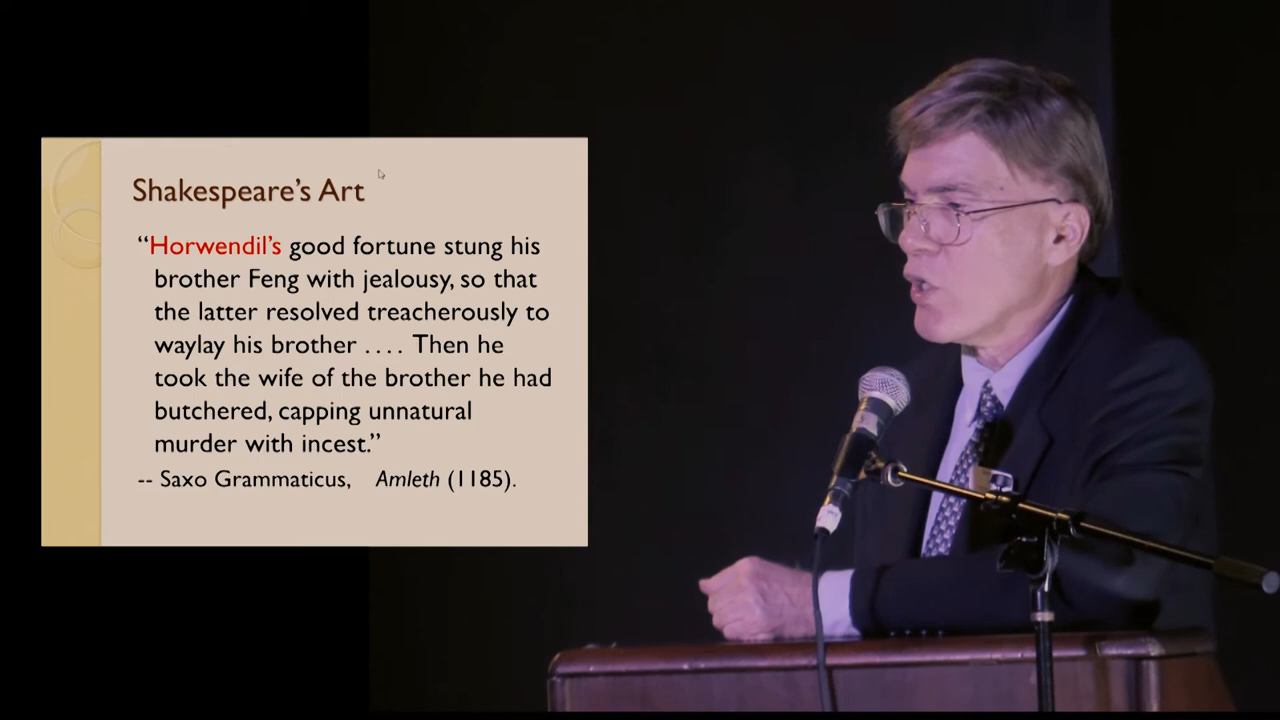 Shakespeare's Art
“Horwendil's good fortune stung his
brother Feng with jealousy, so that
the latter resolved treacherously to
waylay his brother . . . . Then he
took the wife of the brother he had
butchered, capping unnatural
murder with incest.”
-- Saxo Grammaticus, Amleth (1185).